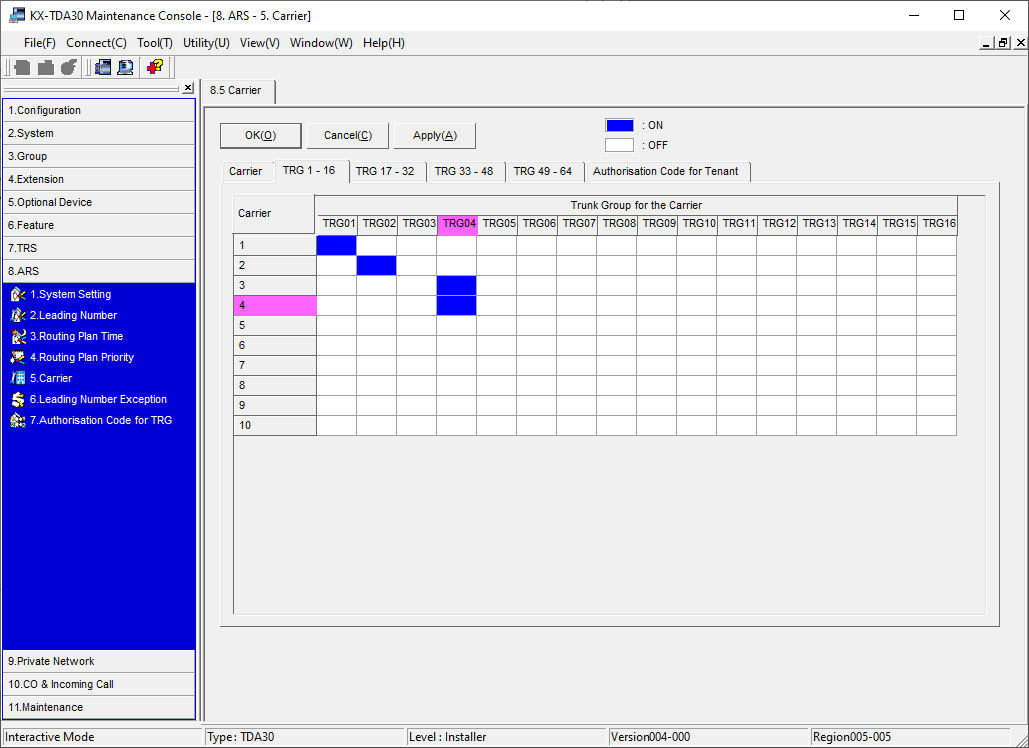 KX-TDA30 Maintenance Console - [8. ARS - 5. Carrier]
File(F) Connect(C) Tool(T) Utility(U) View(V) Window(W) Help(H)
1.Configuration
2.System
3.Group
4.Extension
5.Optional Device
6.Feature
7.TRS
8.ARS
1.System Setting
2.Leading Number
3.Routing Plan Time
4.Routing Plan Priority
5.Carrier
6.Leading Number Exception
7.Authorisation Code for TRG
9.Private Network
10.CO & Incoming Call
11.Maintenance
8.5 Carrier
OK(O) Cancel(C) Apply(A)
: ON
: OFF
Carrier TRG 1 - 16 TRG 17 - 32 TRG 33 - 48 TRG 49 - 64 Authorisation Code for Tenant
Carrier
Trunk Group for the Carrier
TRG01 TRG02 TRG03 TRG04 TRG05 TRG06 TRG07 TRG08 TRG09 TRG10 TRG11 TRG12 TRG13 TRG14 TRG15 TRG16
1
2
3
4
5
6
7
8
9
10
Interactive Mode Type : TDA30 Level : Installer Version004-000 Region005-005